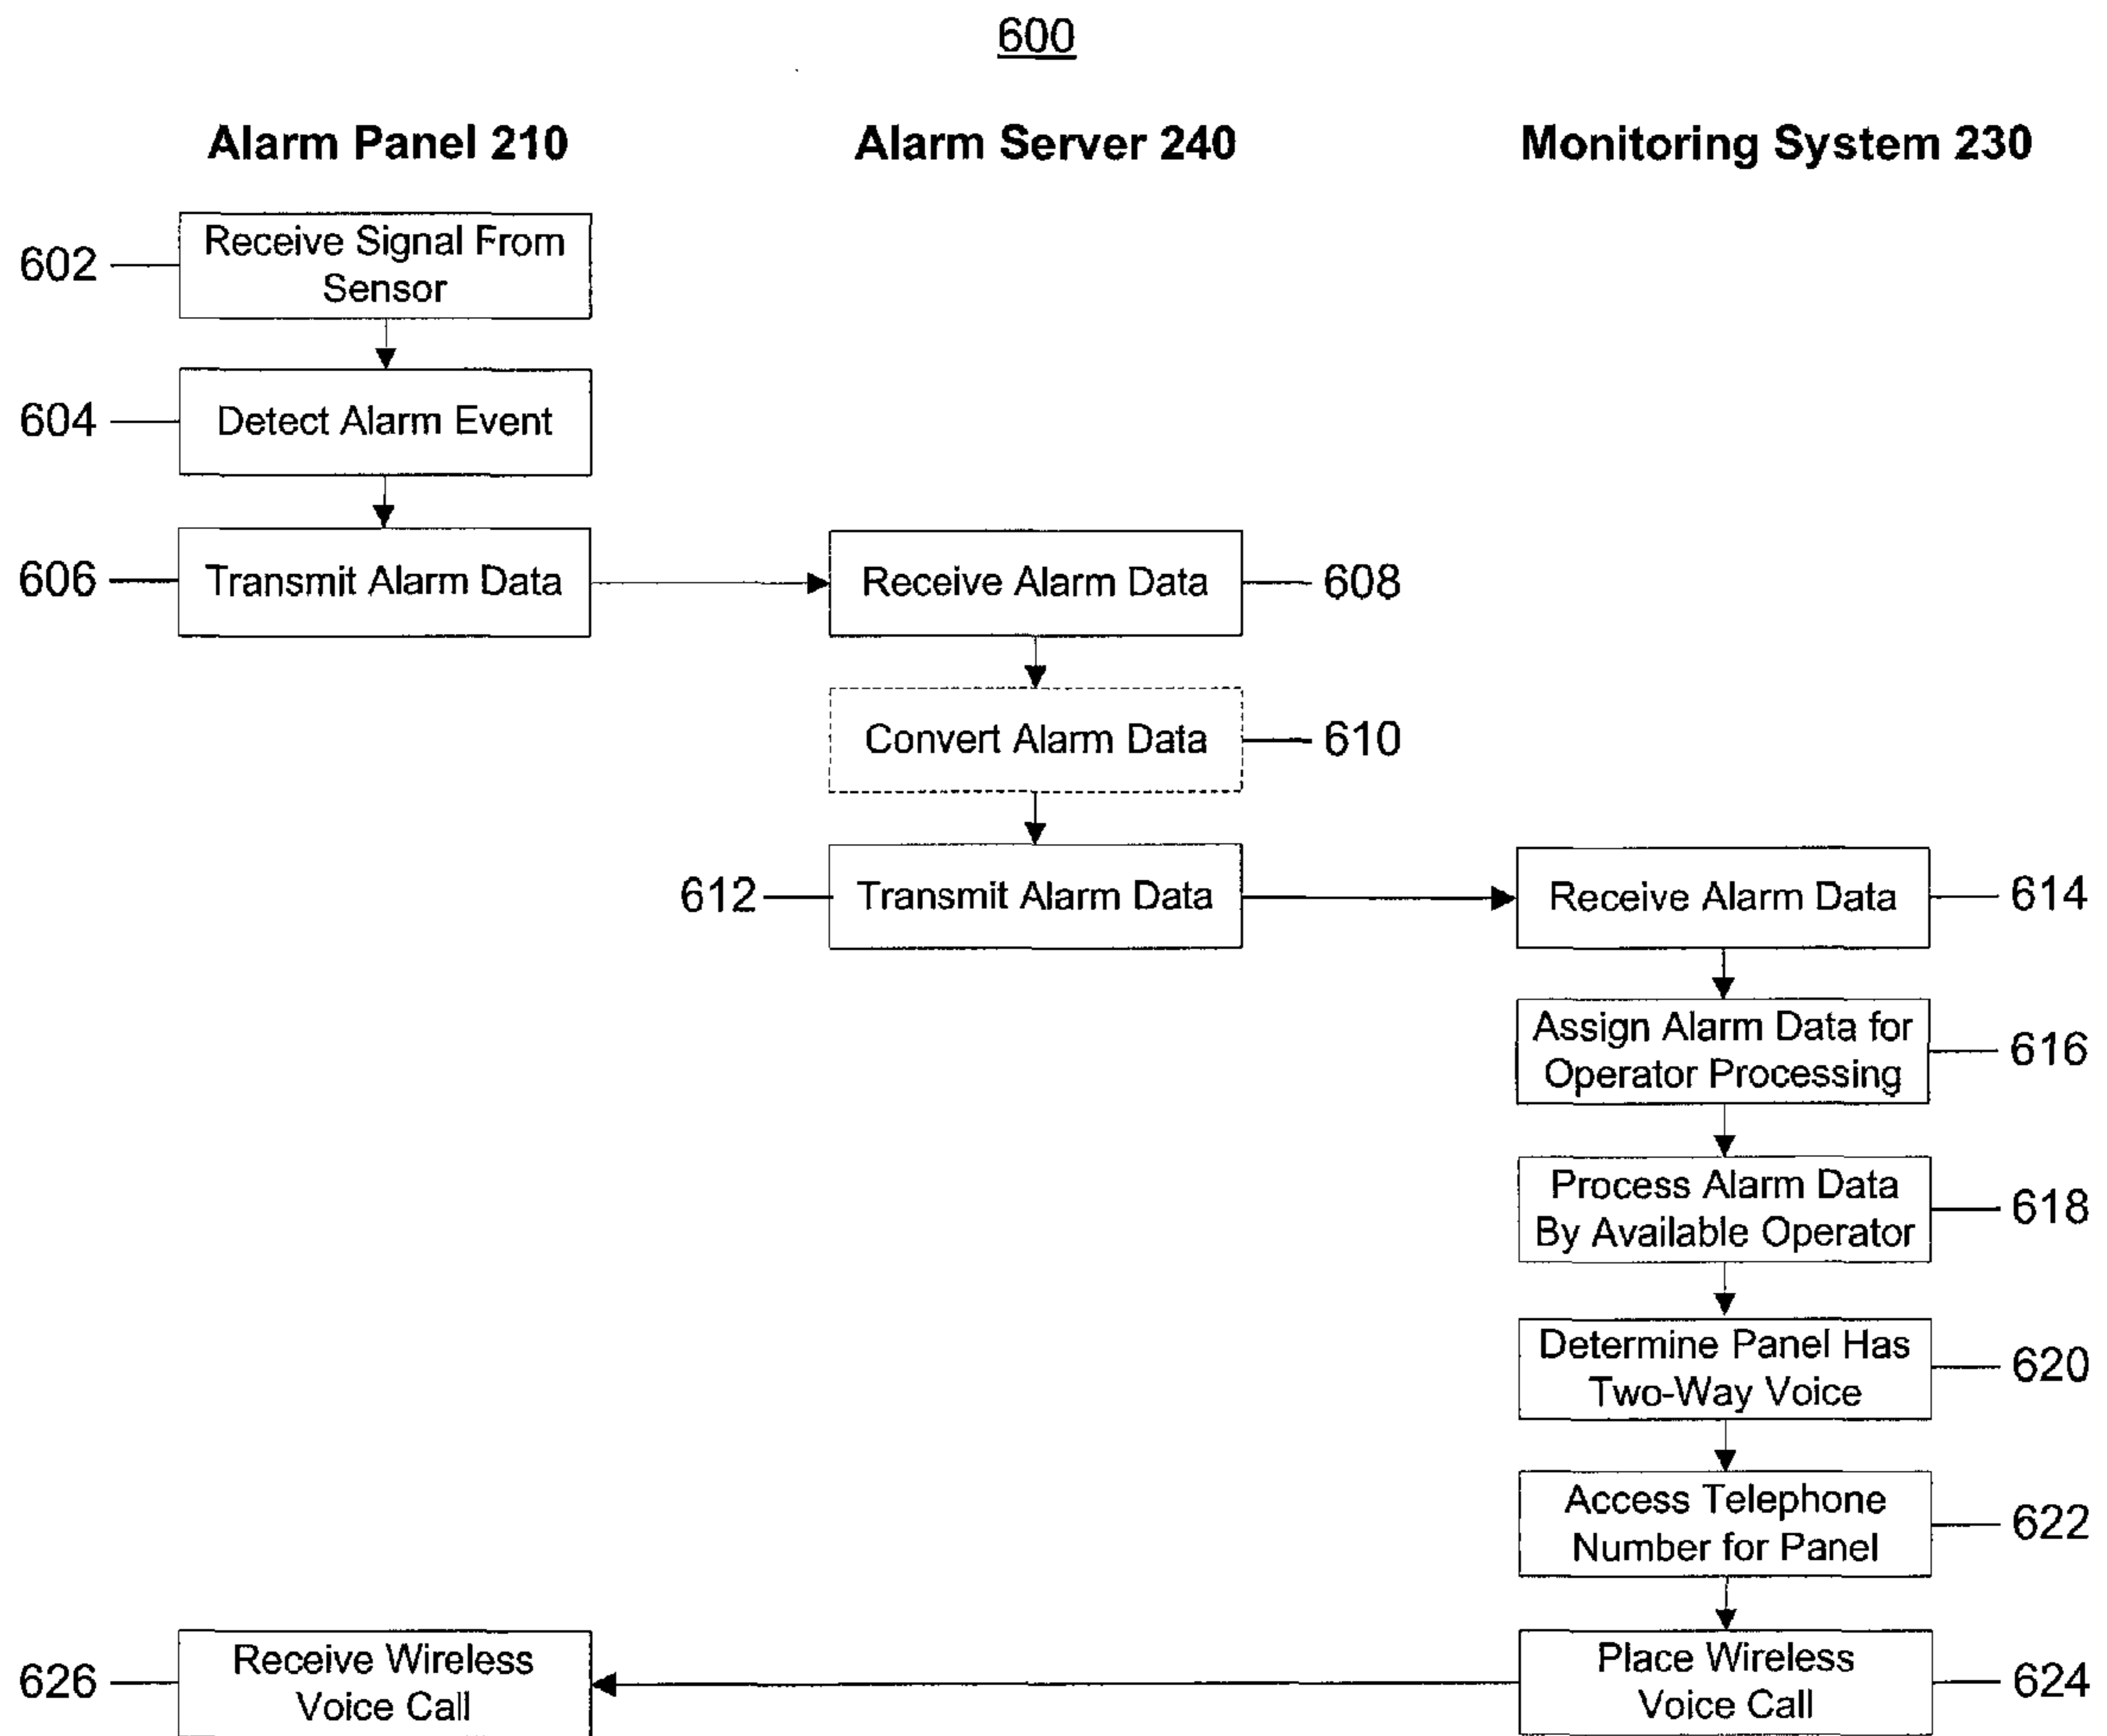 600
Alarm Panel 210
Alarm Server 240
Monitoring System 230
602
Receive Signal From
Sensor
604
Detect Alarm Event
606
Transmit Alarm Data
Receive Alarm Data
608
Convert Alarm Data
610
612
Transmit Alarm Data
Receive Alarm Data
614
Assign Alarm Data for
Operator Processing
616
Process Alarm Data
By Available Operator
618
Determine Panel Has
Two-Way Voice
620
Access Telephone
Number for Panel
622
626
Receive Wireless
Voice Call
Place Wireless
Voice Call
624